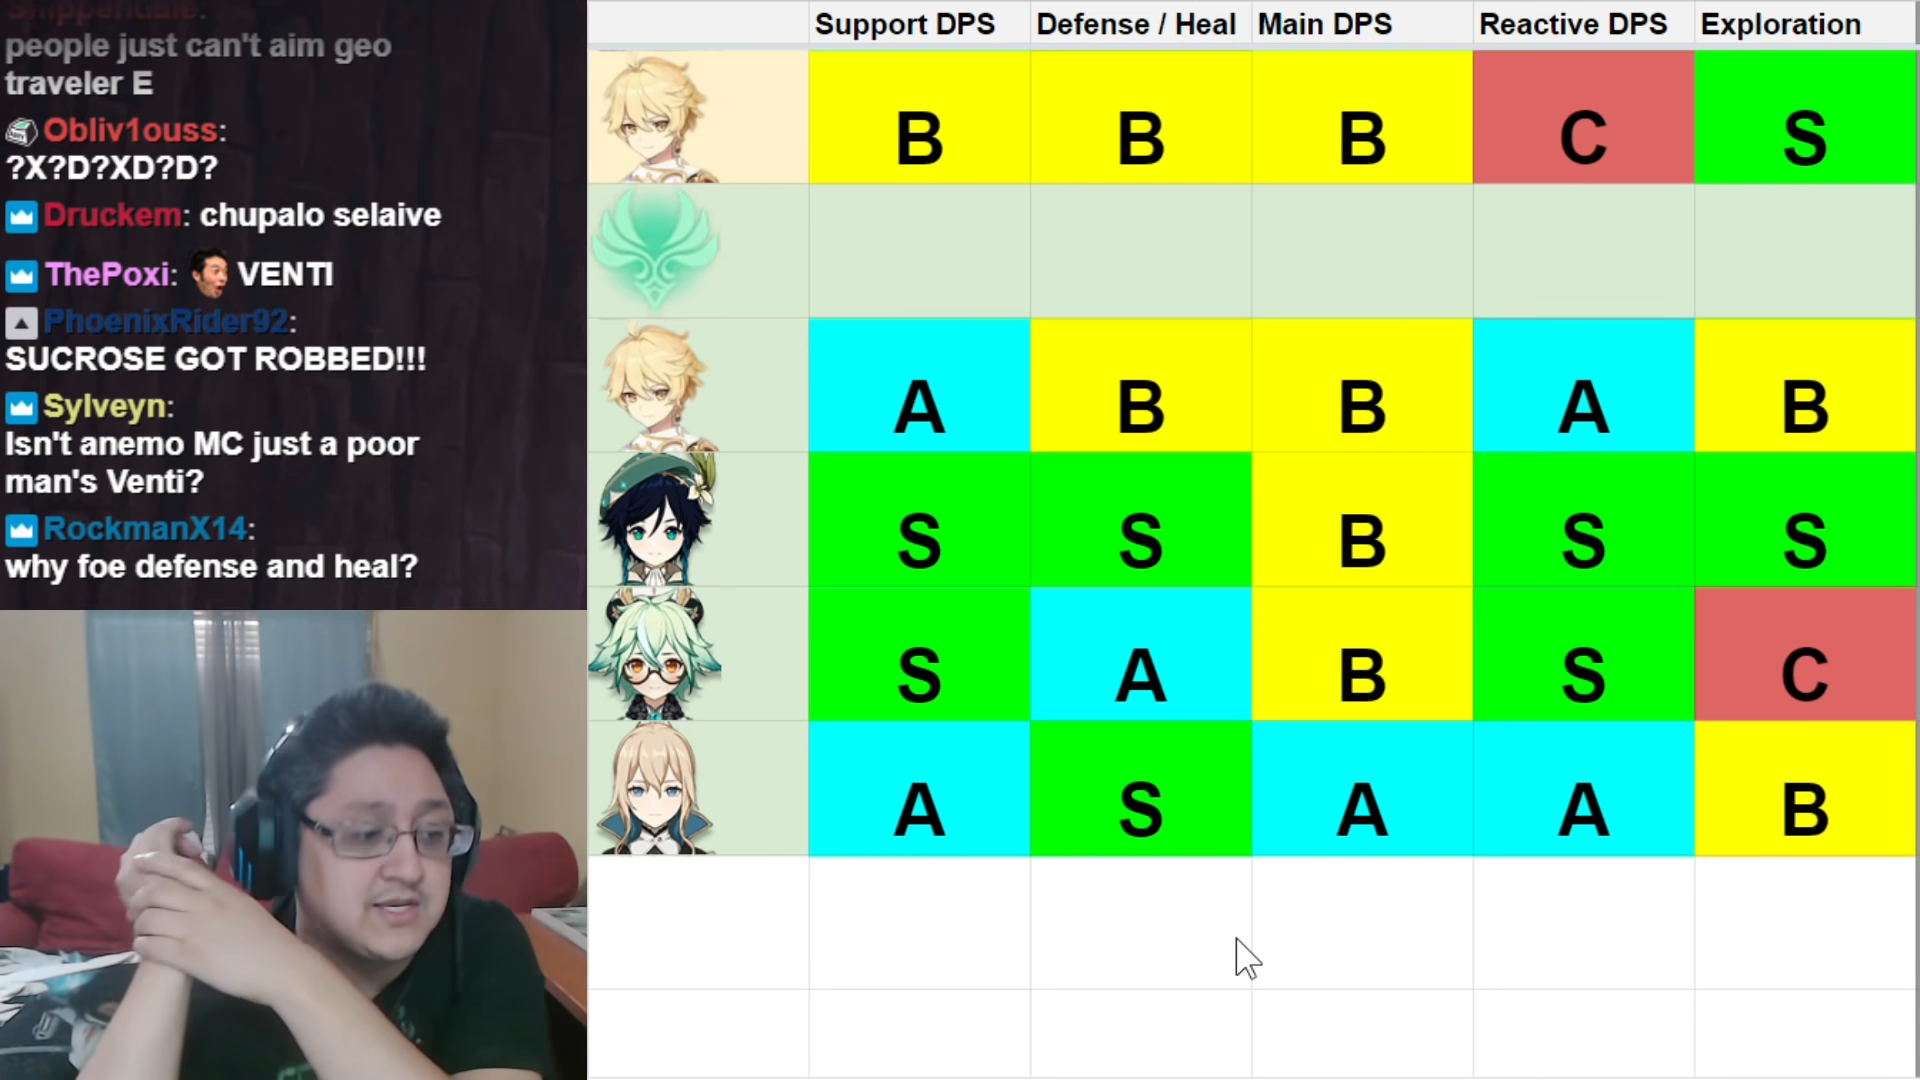 Shippendale:
people just can't aim geo
traveler E
Obliv1ouss:
?X?D?XD?D?
Druckem: chupalo selaive
ThePoxi: VENTI
PhoenixRider92:
SUCROSE GOT ROBBED!!!
Sylveyn:
Isn't anemo MC just a poor
man's Venti?
RockmanX14:
why foe defense and heal?
Support DPS Defense / Heal Main DPS Reactive DPS Exploration
B B B C S
A B B A B
S S B S S
S A B S C
A S A A B